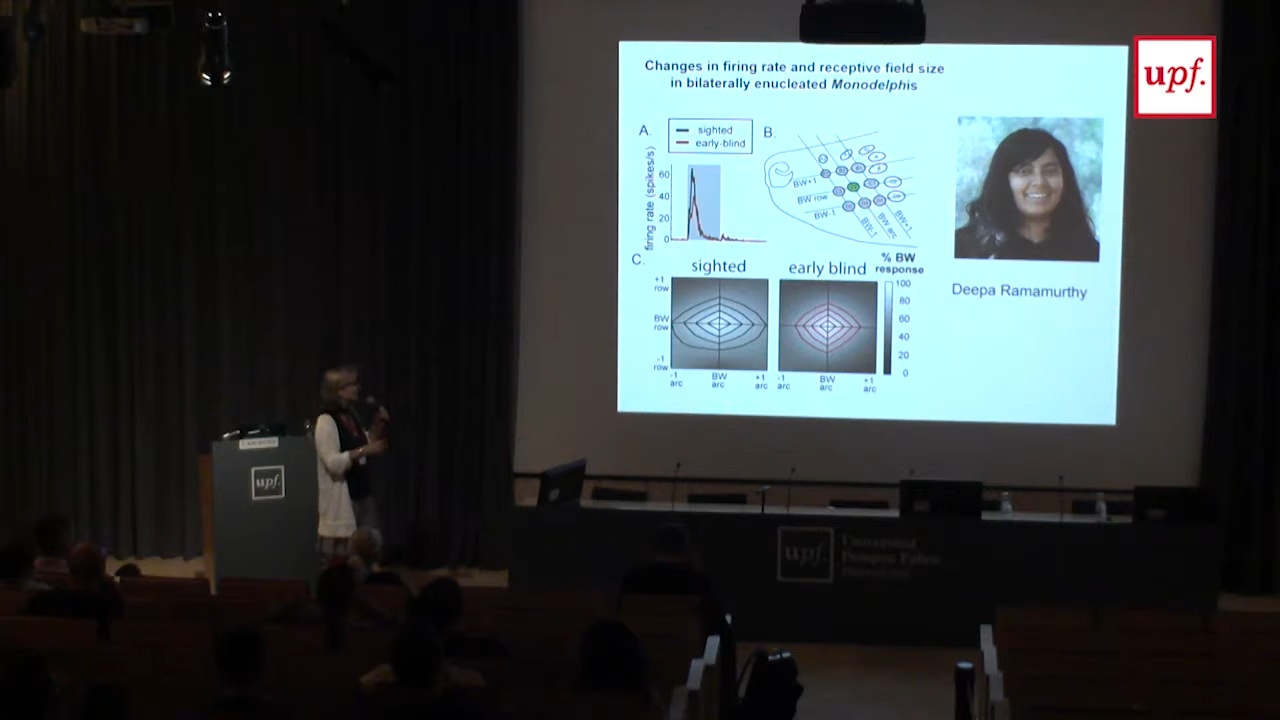 Changes in firing rate and receptive field size
in bilaterally enucleated Monodelphis
upf.
A.
sighted
early-blind
B.
firing rate (spikes/s)
60
40
20
0
BW+1
BW row
BW-1
BW-1
BW arc
BW+1
Deepa Ramamurthy
C.
sighted
early blind
% BW
response
+1
row
BW
row
-1
row
-1
arc
BW
arc
+1
arc
-1
arc
BW
arc
+1
arc
100
80
60
40
20
0
upf.
upf.
Universitat
Pompeu Fabra
Barcelona